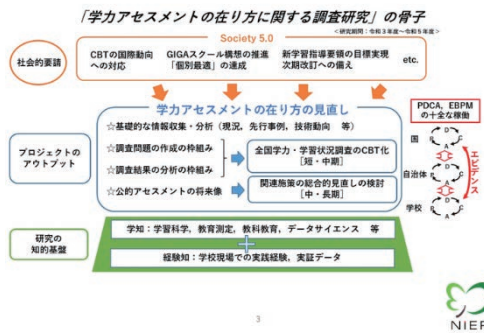 「学力アセスメントの在り方に関する調査研究」の骨子
＜研究期間：令和3年度～令和5年度＞
Society 5.0
社会的要請
CBTの国際動向
への対応
GIGAスクール構想の推進
「個別最適」の達成
新学習指導要領の目標実現
次期改訂への備え
etc.
学力アセスメントの在り方の見直し
プロジェクトの
アウトプット
☆基礎的な情報収集・分析（現況，先行事例，技術動向　等）
☆調査問題の作成の枠組み
☆調査結果の分析の枠組み
全国学力・学習状況調査のCBT化
［短・中期］
☆公的アセスメントの将来像
関連施策の総合的見直しの検討
［中・長期］
PDCA，EBPM
の十全な稼働
国
P D C A
自治体
P D C A
学校
P D C A
エビデンス
研究の
知的基盤
学知：学習科学，教育測定，教科教育，データサイエンス　等
経験知：学校現場での実践経験，実証データ
3
NIER